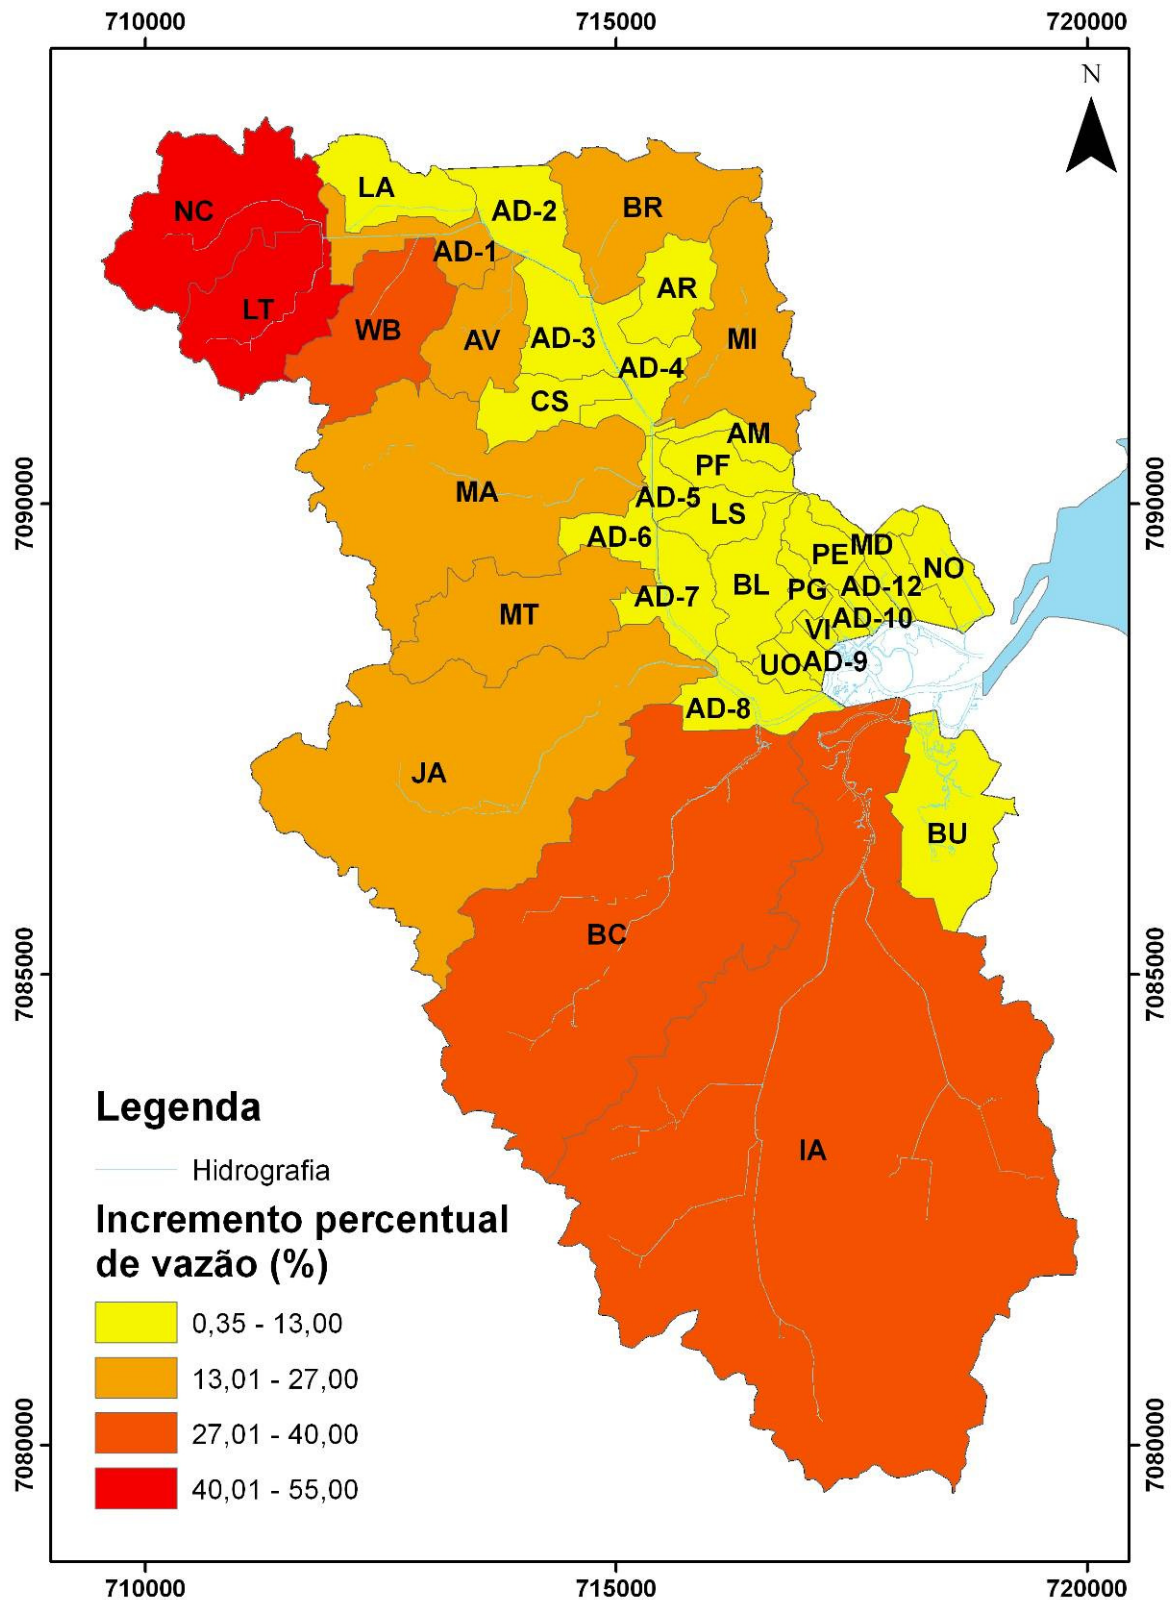 710000 715000 720000
N
LA
NC
AD-2
BR
AD-1
AR
LT
WB
AV
AD-3
MI
AD-4
CS
AM
PF
MA
AD-5
LS
AD-6
PE
MD
NO
BL
PG
AD-12
AD-7
MT
VI
AD-10
UO
AD-9
AD-8
JA
BU
BC
IA
7090000
7085000
7080000
7090000
7085000
7080000
Legenda
Hidrografia
Incremento percentual
de vazão (%)
0,35 - 13,00
13,01 - 27,00
27,01 - 40,00
40,01 - 55,00
710000 715000 720000